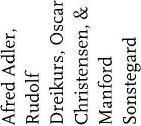 Afred Adler,
Rudolf
Dreikurs, Oscar
Christensen, &
Manford
Sonstegard